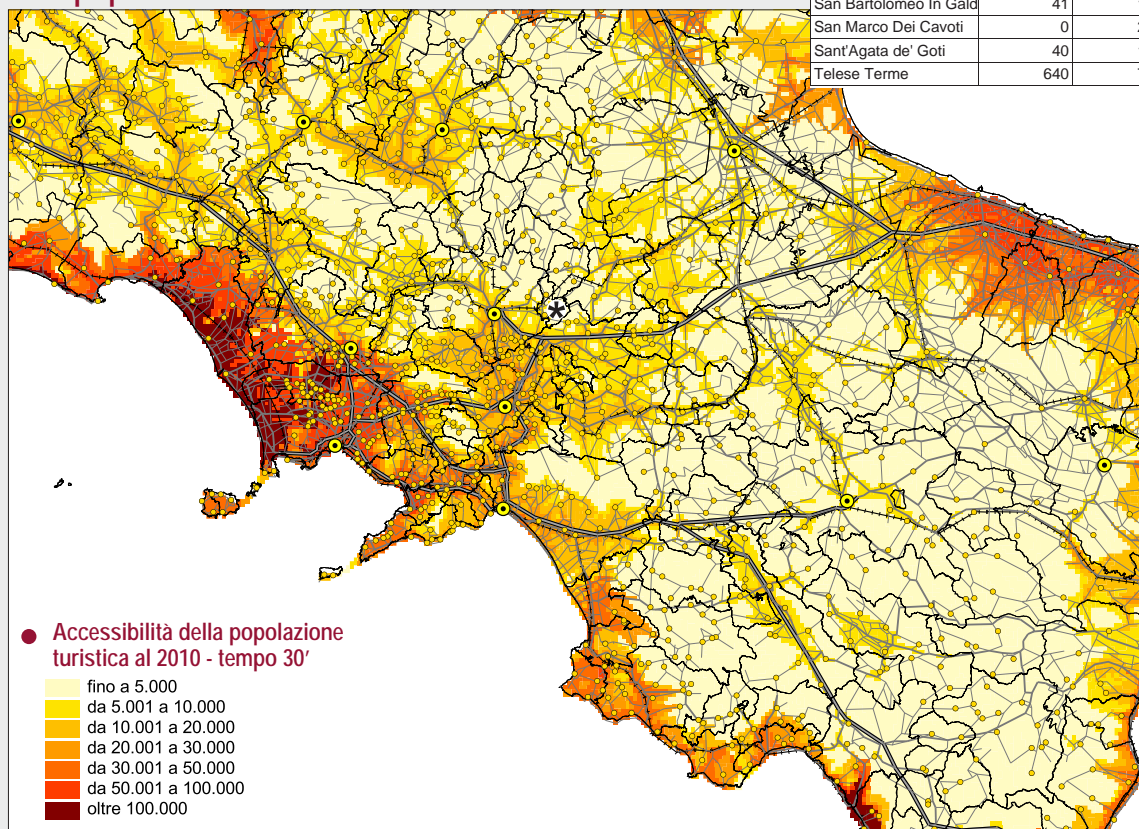 San Bartolomeo In Gald 41
San Marco Dei Cavoti 0
Sant'Agata de' Goti 40
Telese Terme 640
*
● Accessibilità della popolazione
turistica al 2010 - tempo 30'
fino a 5.000
da 5.001 a 10.000
da 10.001 a 20.000
da 20.001 a 30.000
da 30.001 a 50.000
da 50.001 a 100.000
oltre 100.000